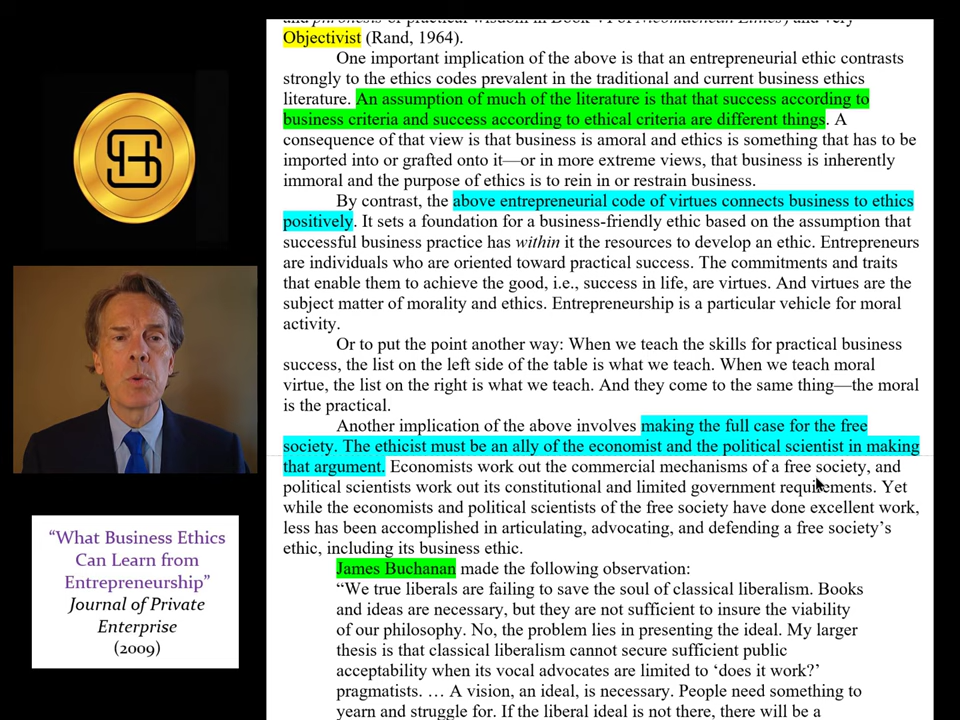 Objectivist (Rand, 1964).
One important implication of the above is that an entrepreneurial ethic contrasts
strongly to the ethics codes prevalent in the traditional and current business ethics
literature. An assumption of much of the literature is that that success according to
business criteria and success according to ethical criteria are different things. A
consequence of that view is that business is amoral and ethics is something that has to be
imported into or grafted onto it—or in more extreme views, that business is inherently
immoral and the purpose of ethics is to rein in or restrain business.
By contrast, the above entrepreneurial code of virtues connects business to ethics
positively. It sets a foundation for a business-friendly ethic based on the assumption that
successful business practice has within it the resources to develop an ethic. Entrepreneurs
are individuals who are oriented toward practical success. The commitments and traits
that enable them to achieve the good, i.e., success in life, are virtues. And virtues are the
subject matter of morality and ethics. Entrepreneurship is a particular vehicle for moral
activity.
Or to put the point another way: When we teach the skills for practical business
success, the list on the left side of the table is what we teach. When we teach moral
virtue, the list on the right is what we teach. And they come to the same thing—the moral
is the practical.
Another implication of the above involves making the full case for the free
society. The ethicist must be an ally of the economist and the political scientist in making
that argument. Economists work out the commercial mechanisms of a free society, and
political scientists work out its constitutional and limited government requirements. Yet
while the economists and political scientists of the free society have done excellent work,
less has been accomplished in articulating, advocating, and defending a free society's
ethic, including its business ethic.
James Buchanan made the following observation:
“We true liberals are failing to save the soul of classical liberalism. Books
and ideas are necessary, but they are not sufficient to insure the viability
of our philosophy. No, the problem lies in presenting the ideal. My larger
thesis is that classical liberalism cannot secure sufficient public
acceptability when its vocal advocates are limited to ‘does it work?’
pragmatists. … A vision, an ideal, is necessary. People need something to
yearn and struggle for. If the liberal ideal is not there, there will be a
“What Business Ethics
Can Learn from
Entrepreneurship”
Journal of Private
Enterprise
(2009)